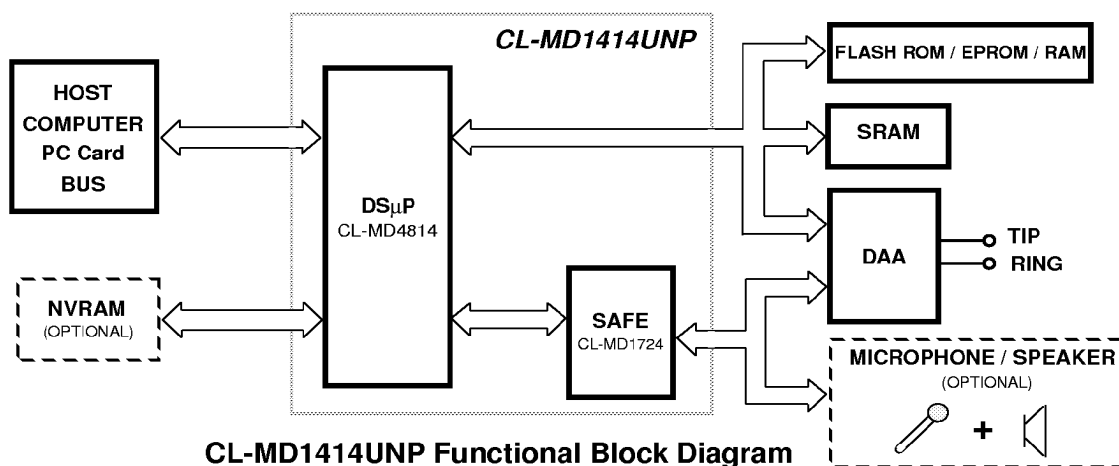 CL-MD1414UNP
HOST
COMPUTER
PC Card
BUS
DSµP
CL-MD4814
FLASH ROM / EPROM / RAM
SRAM
DAA
TIP
RING
NVRAM
(OPTIONAL)
SAFE
CL-MD1724
MICROPHONE / SPEAKER
(OPTIONAL)
+
CL-MD1414UNP Functional Block Diagram